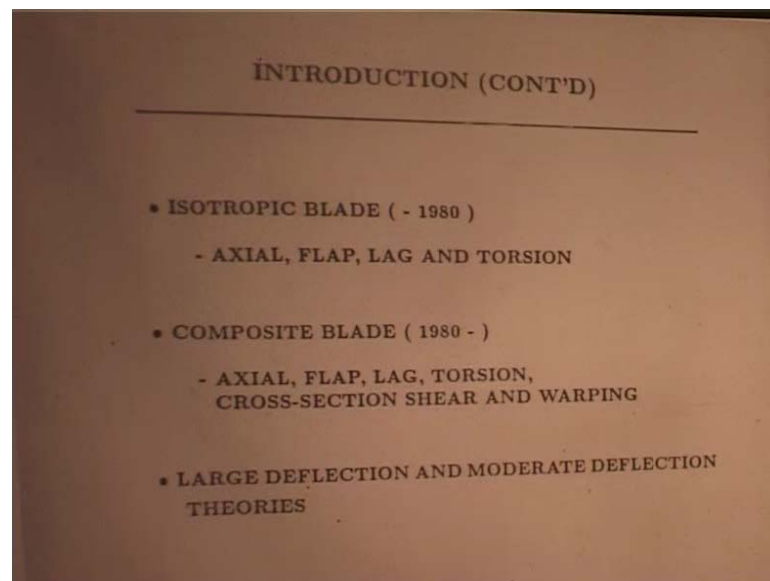 INTRODUCTION (CONT'D)
• ISOTROPIC BLADE ( - 1980 )
- AXIAL, FLAP, LAG AND TORSION
• COMPOSITE BLADE ( 1980 - )
- AXIAL, FLAP, LAG, TORSION,
CROSS-SECTION SHEAR AND WARPING
• LARGE DEFLECTION AND MODERATE DEFLECTION
THEORIES